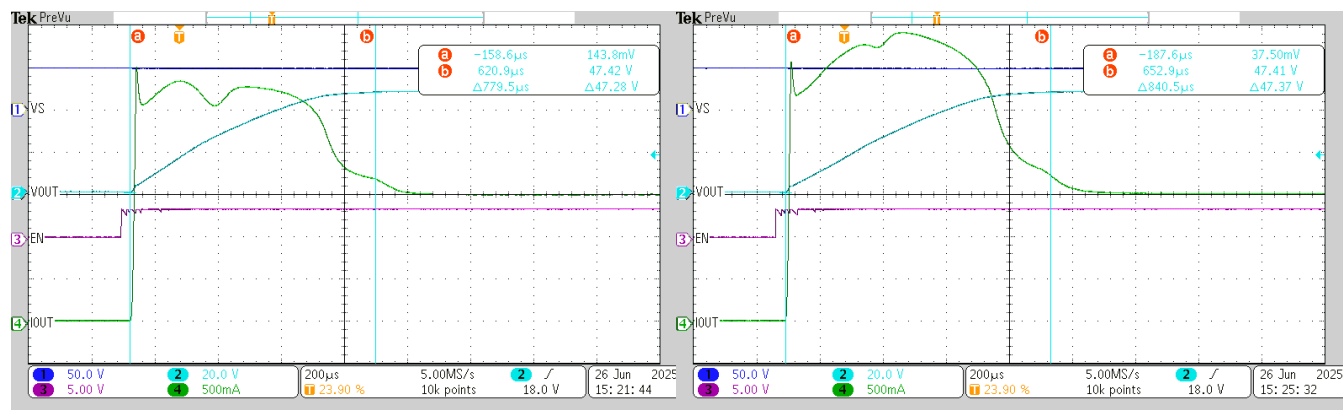 Tek PreVu
T
a
T
b
a −158.6µs 143.8mV
b 620.9µs 47.42 V
Δ779.5µs Δ47.28 V
1 VS
2 VOUT
3 EN
4 IOUT
1 50.0 V 2 20.0 V 200µs 5.00MS/s 2 18.0 V 26 Jun 2025
3 5.00 V 4 500mA T 23.90 % 10k points 15:21:44
Tek PreVu
T
a
T
b
a −187.6µs 37.50mV
b 652.9µs 47.41 V
Δ840.5µs Δ47.37 V
1 VS
2 VOUT
3 EN
4 IOUT
1 50.0 V 2 20.0 V 200µs 5.00MS/s 2 18.0 V 26 Jun 2025
3 5.00 V 4 500mA T 23.90 % 10k points 15:25:32